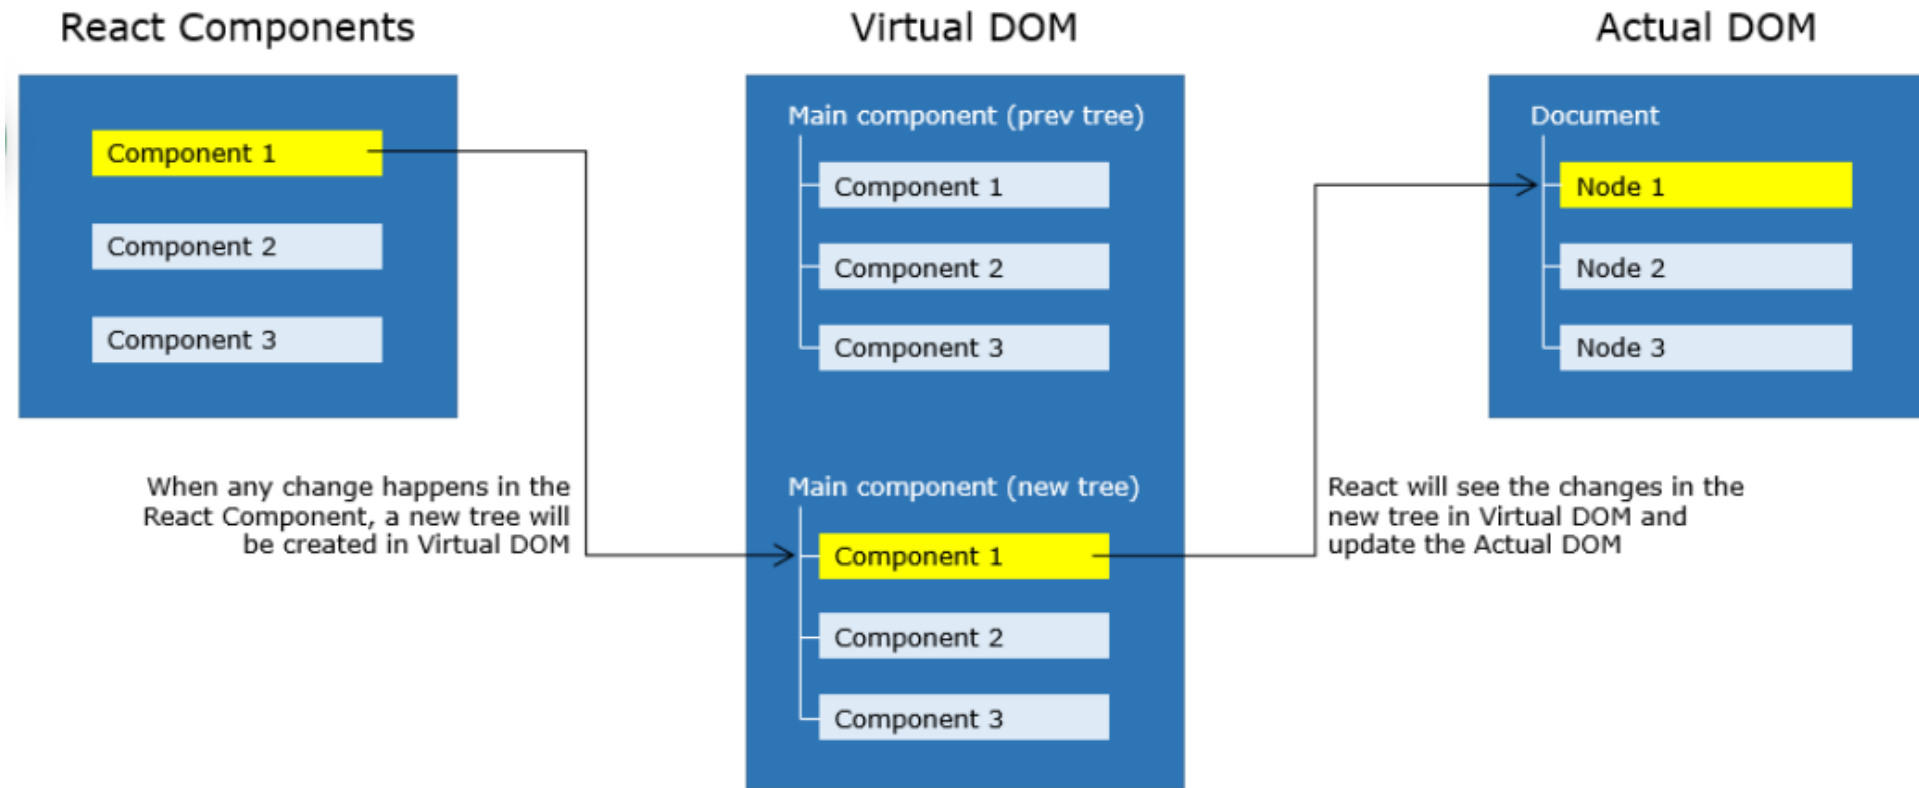 React Components
Component 1
Component 2
Component 3
When any change happens in the
React Component, a new tree will
be created in Virtual DOM
Virtual DOM
Main component (prev tree)
Component 1
Component 2
Component 3
Main component (new tree)
Component 1
Component 2
Component 3
Actual DOM
Document
Node 1
Node 2
Node 3
React will see the changes in the
new tree in Virtual DOM and
update the Actual DOM